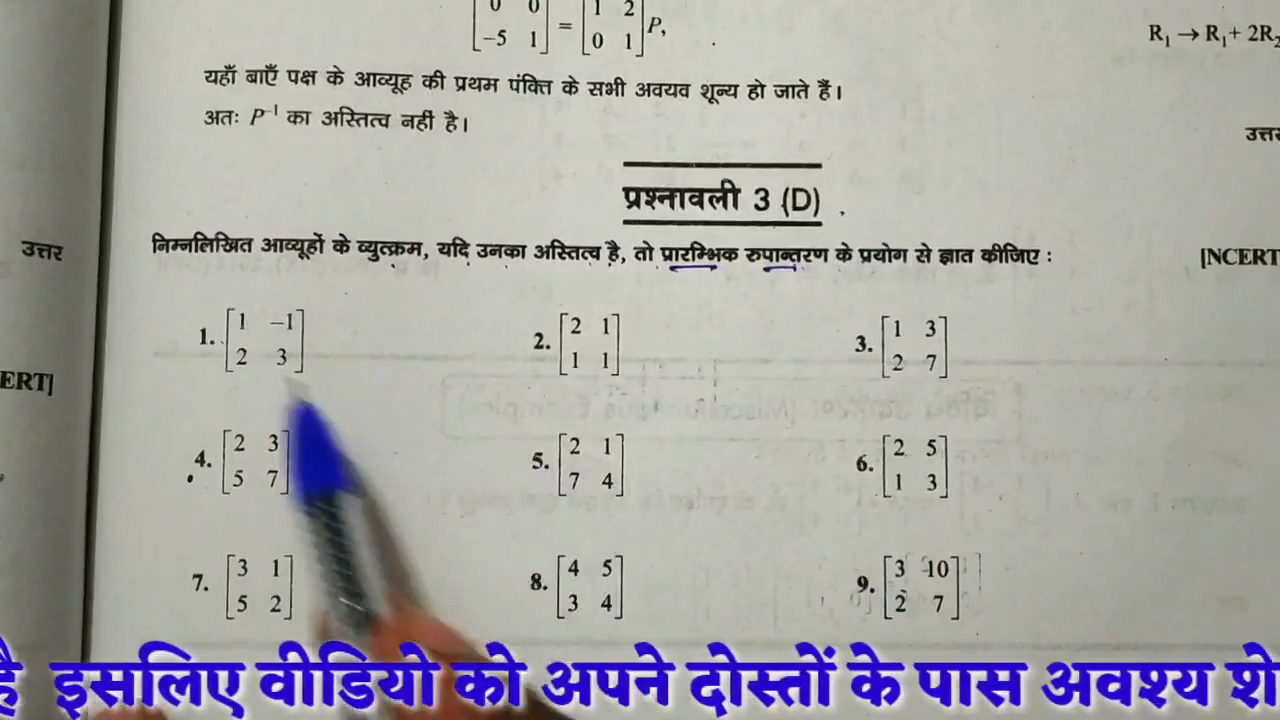 [0 0
-5 1] = [1 2
0 1] P,
R₁ → R₁ + 2R₂
यहाँ बाएँ पक्ष के आव्यूह की प्रथम पंक्ति के सभी अवयव शून्य हो जाते हैं।
अतः P⁻¹ का अस्तित्व नहीं है।
उत्तर
प्रश्नावली 3 (D)
उत्तर
निम्नलिखित आव्यूहों के व्युत्क्रम, यदि उनका अस्तित्व है, तो प्रारम्भिक रुपान्तरण के प्रयोग से ज्ञात कीजिए : [NCERT
1. [1 -1
2 3]
2. [2 1
1 1]
3. [1 3
2 7]
ERT]
4. [2 3
5 7]
5. [2 1
7 4]
6. [2 5
1 3]
7. [3 1
5 2]
8. [4 5
3 4]
9. [3 10
2 7]
है इसलिए वीडियो को अपने दोस्तों के पास अवश्य शे